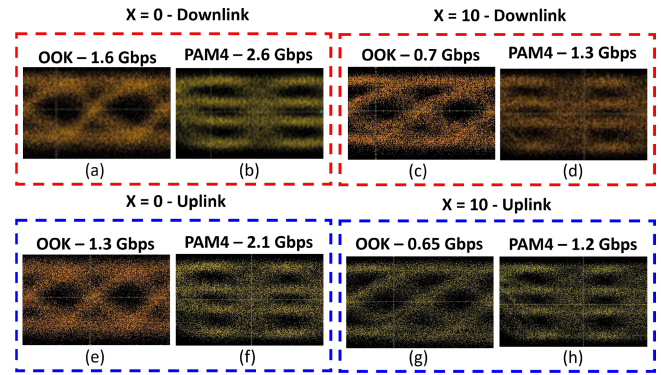 X = 0 - Downlink
X = 10 - Downlink
OOK – 1.6 Gbps
PAM4 – 2.6 Gbps
OOK – 0.7 Gbps
PAM4 – 1.3 Gbps
(a)
(b)
(c)
(d)
X = 0 - Uplink
X = 10 - Uplink
OOK – 1.3 Gbps
PAM4 – 2.1 Gbps
OOK – 0.65 Gbps
PAM4 – 1.2 Gbps
(e)
(f)
(g)
(h)